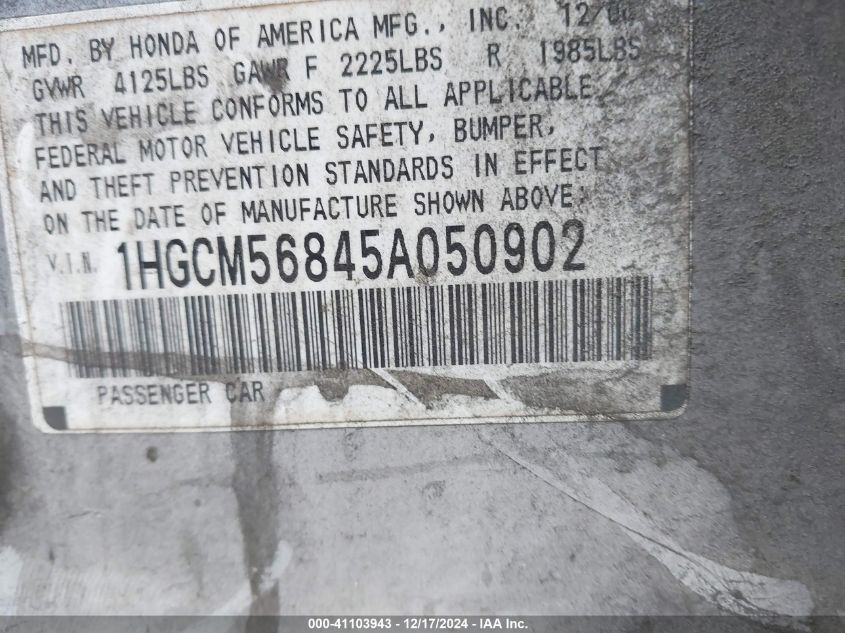 MFD. BY HONDA OF AMERICA MFG., INC.
GVWR 4125LBS GAWR F 2225LBS R 1985LBS
THIS VEHICLE CONFORMS TO ALL APPLICABLE
FEDERAL MOTOR VEHICLE SAFETY, BUMPER,
AND THEFT PREVENTION STANDARDS IN EFFECT
ON THE DATE OF MANUFACTURE SHOWN ABOVE.
V.I.N. 1HGCM56845A050902
PASSENGER CAR
000-41103943 - 12/17/2024 - IAA Inc.